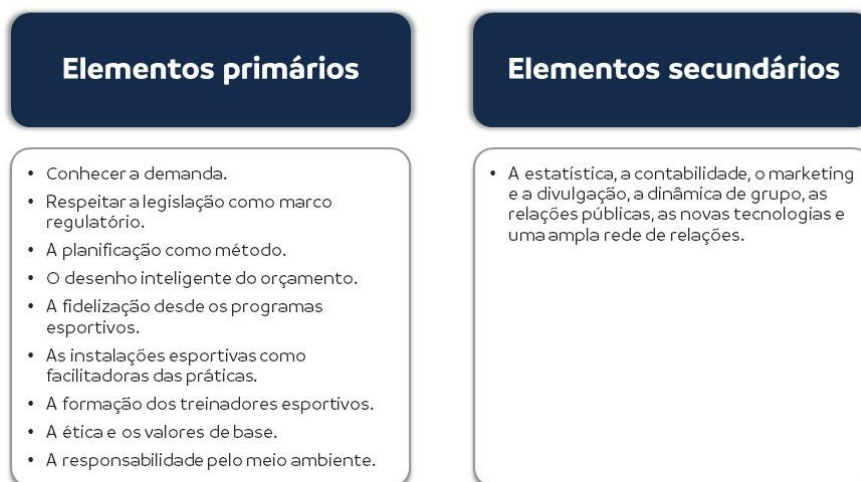 Elementos primários
• Conhecer a demanda.
• Respeitar a legislação como marco
regulatório.
• A planificação como método.
• O desenho inteligente do orçamento.
• A fidelização desde os programas
esportivos.
• As instalações esportivas como
facilitadoras das práticas.
• A formação dos treinadores esportivos.
• A ética e os valores de base.
• A responsabilidade pelo meio ambiente.
Elementos secundários
• A estatística, a contabilidade, o marketing
e a divulgação, a dinâmica de grupo, as
relações públicas, as novas tecnologias e
uma ampla rede de relações.